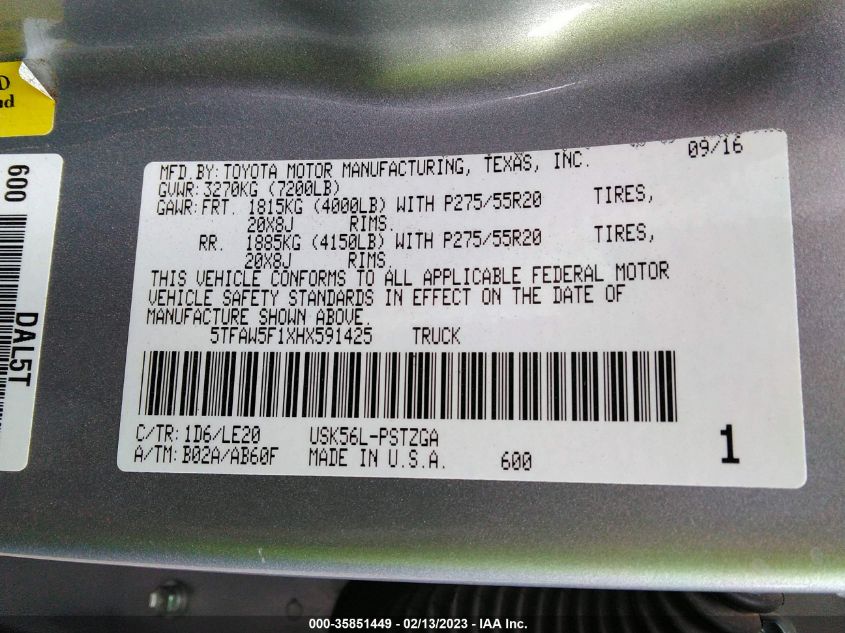 D
nd
600
DAL5T
09/16
MFD.BY:TOYOTA MOTOR MANUFACTURING, TEXAS, INC.
GVWR:3270KG (7200LB)
GAWR:FRT. 1815KG (4000LB) WITH P275/55R20 TIRES,
20X8J RIMS.
RR. 1885KG (4150LB) WITH P275/55R20 TIRES,
20X8J RIMS.
THIS VEHICLE CONFORMS TO ALL APPLICABLE FEDERAL MOTOR
VEHICLE SAFETY STANDARDS IN EFFECT ON THE DATE OF
MANUFACTURE SHOWN ABOVE.
5TFAW5F1XHX591425 TRUCK
C/TR:1D6/LE20 USK56L-PSTZGA
A/TM:B02A/AB60F MADE IN U.S.A. 600
1
000-35851449 - 02/13/2023 - IAA Inc.